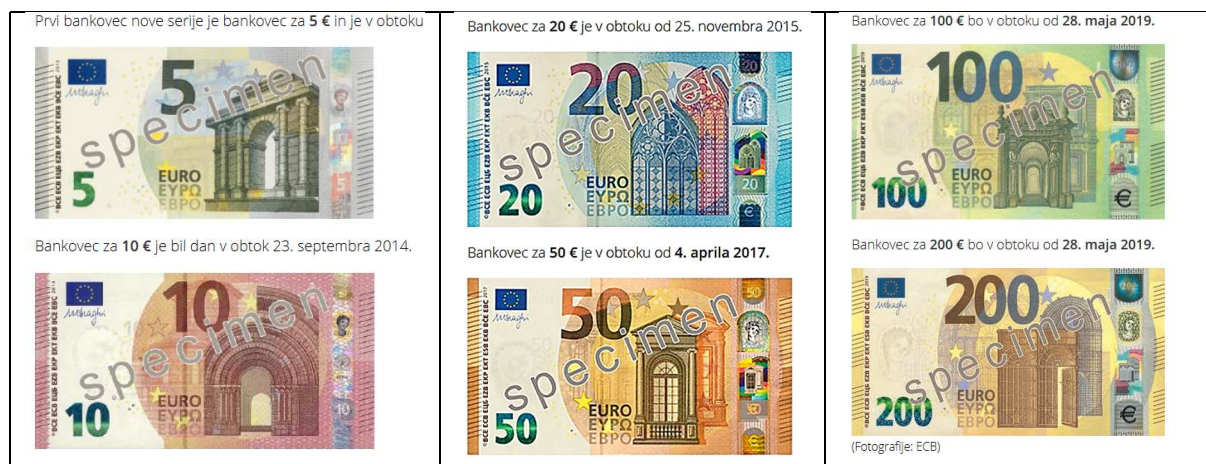 Prvi bankovec nove serije je bankovec za 5 € in je v obtoku
specimen
5
5
EURO
ΕΥΡΩ
ЕВРО
Bankovec za 10 € je bil dan v obtok 23. septembra 2014.
specimen
10
10
EURO
ΕΥΡΩ
ЕВРО
10
Bankovec za 20 € je v obtoku od 25. novembra 2015.
specimen
20
20
20
EURO
ΕΥΡΩ
ЕВРО
20
€
Bankovec za 50 € je v obtoku od 4. aprila 2017.
specimen
50
50
50
EURO
ΕΥΡΩ
ЕВРО
50
€
Bankovec za 100 € bo v obtoku od 28. maja 2019.
specimen
100
100
EURO
ΕΥΡΩ
ЕВРО
€
Bankovec za 200 € bo v obtoku od 28. maja 2019.
specimen
200
200
EURO
ΕΥΡΩ
ЕВРО
€
(Fotografije: ECB)